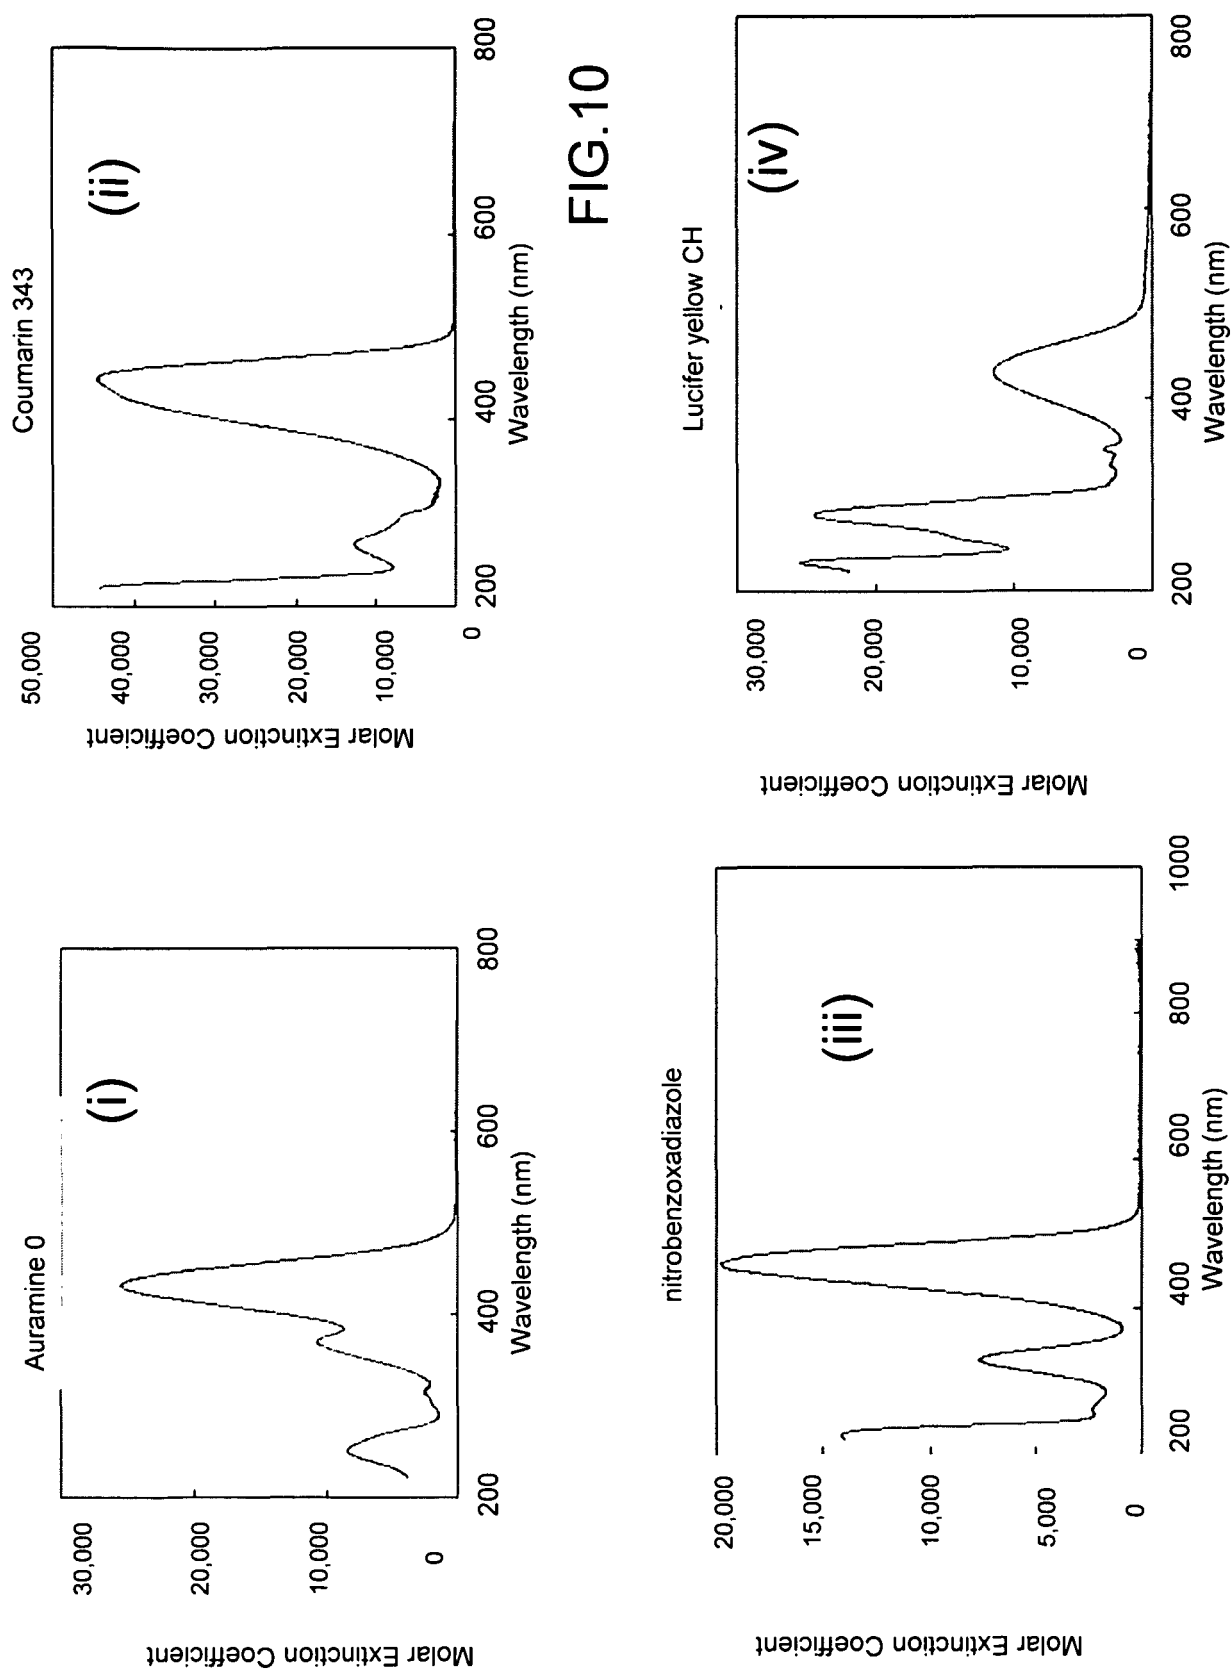 Auramine 0
(i)
30,000
20,000
10,000
0
Molar Extinction Coefficient
200
400
600
800
Wavelength (nm)
Coumarin 343
(ii)
50,000
40,000
30,000
20,000
10,000
0
Molar Extinction Coefficient
200
400
600
800
Wavelength (nm)
FIG.10
nitrobenzoxadiazole
(iii)
20,000
15,000
10,000
5,000
0
Molar Extinction Coefficient
200
400
600
800
1000
Wavelength (nm)
Lucifer yellow CH
(iv)
30,000
20,000
10,000
0
Molar Extinction Coefficient
200
400
600
800
Wavelength (nm)